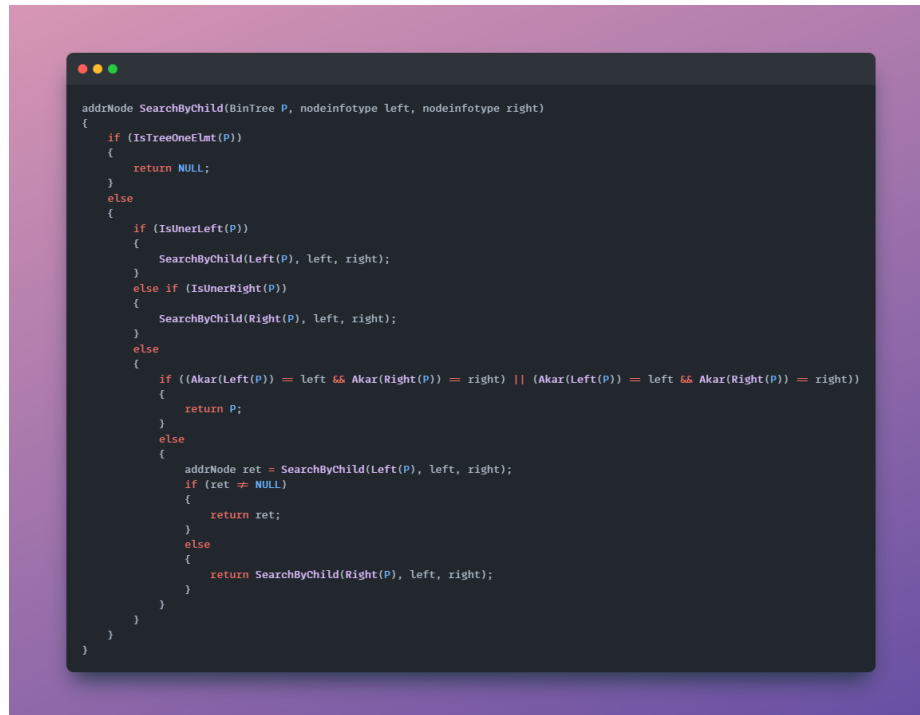 addrNode SearchByChild(BinTree P, nodeinfotype left, nodeinfotype right)
{
    if (IsTreeOneElmt(P))
    {
        return NULL;
    }
    else
    {
        if (IsUnerLeft(P))
        {
            SearchByChild(Left(P), left, right);
        }
        else if (IsUnerRight(P))
        {
            SearchByChild(Right(P), left, right);
        }
        else
        {
            if ((Akar(Left(P)) == left && Akar(Right(P)) == right) || (Akar(Left(P)) == left && Akar(Right(P)) == right))
            {
                return P;
            }
            else
            {
                addrNode ret = SearchByChild(Left(P), left, right);
                if (ret != NULL)
                {
                    return ret;
                }
                else
                {
                    return SearchByChild(Right(P), left, right);
                }
            }
        }
    }
}